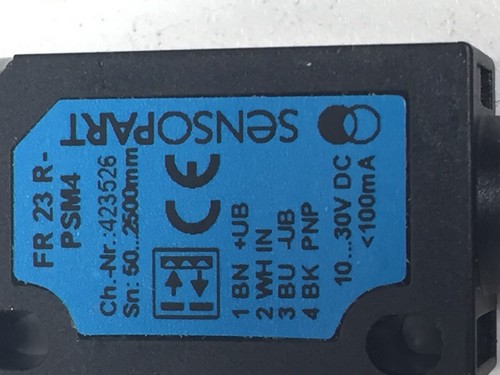 SENSOPART
FR 23 R-
PSM4
Ch.-Nr.:423526
Sn: 50...2500mm
CE
1 BN +UB
2 WH IN
3 BU -UB
4 BK PNP
10...30V DC
<100mA